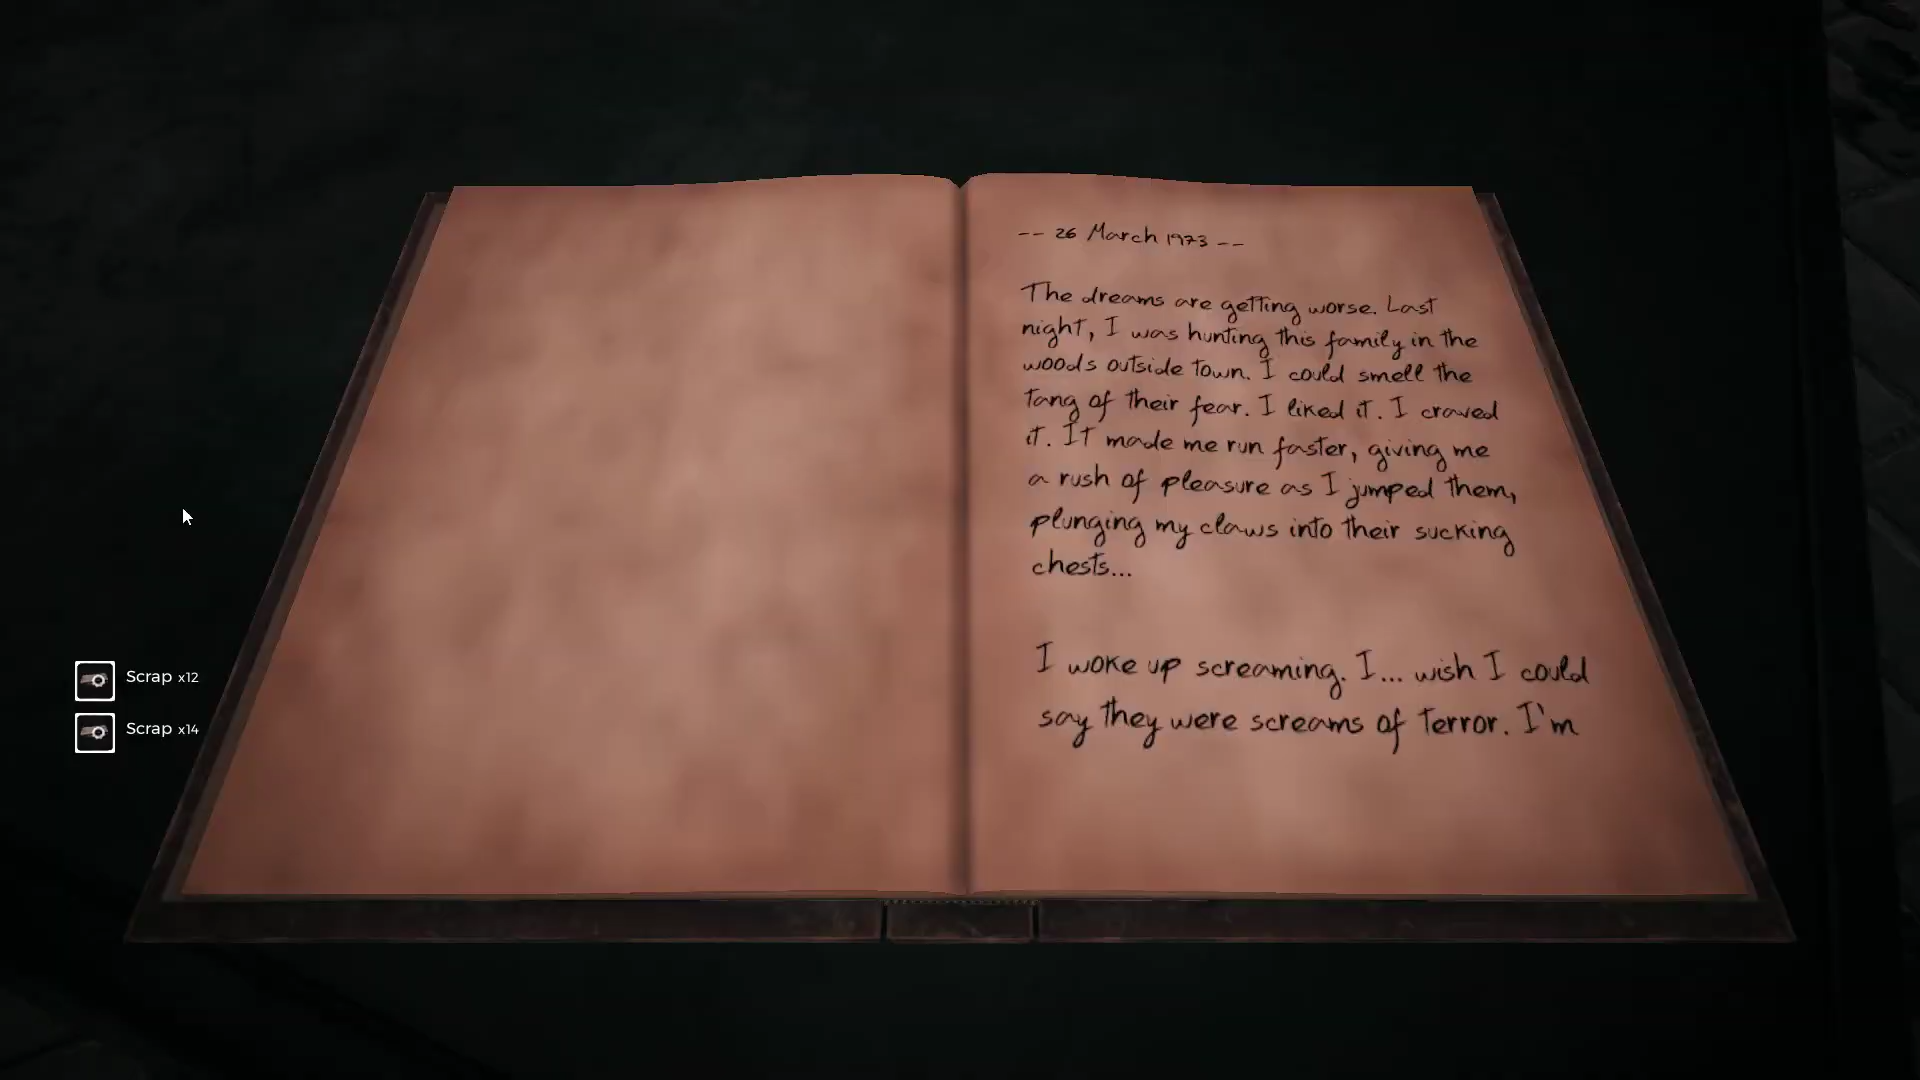 -- 26 March 1973 --
The dreams are getting worse. Last
night, I was hunting this family in the
woods outside town. I could smell the
tang of their fear. I liked it. I craved
it. It made me run faster, giving me
a rush of pleasure as I jumped them,
plunging my claws into their sucking
chests...
I woke up screaming. I... wish I could
say they were screams of terror. I'm
Scrap x12
Scrap x14